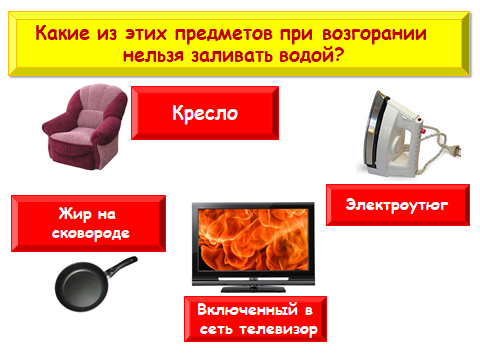 Какие из этих предметов при возгорании
нельзя заливать водой?
Кресло
Электроутюг
Жир на
сковороде
Включенный в
сеть телевизор